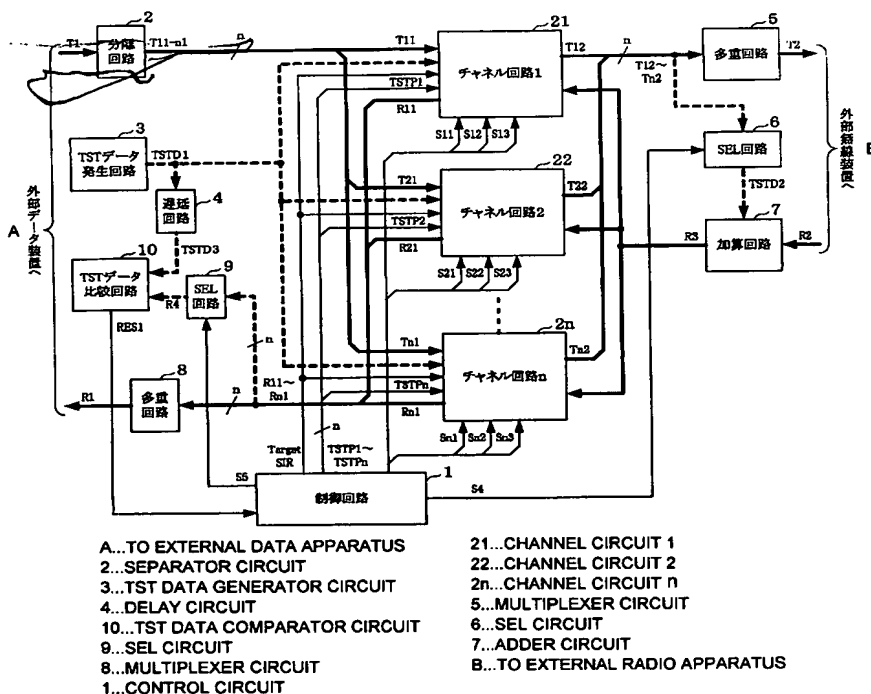 2
21
5
T1
分離
回路
T11-n1
n
T11
T12
n
多重回路
T2
チャネル回路1
T12～
Tn2
TSTP1
R11
S11
S12
S13
3
TSTデータ
発生回路
TSTD1
6
SEL回路
外部無線装置へ
B
22
A
外部データ装置へ
遅延
回路
4
T21
T22
TSTD2
チャネル回路2
TSTP2
7
加算回路
R3
R2
TSTD3
R21
10
9
TSTデータ
比較回路
R4
SEL
回路
S21
S22
S23
RES1
2n
n
Tn1
Tn2
チャネル回路n
8
R11～
Rn1
TSTPn
R1
多重
回路
n
Rn1
n
Sn1
Sn2
Sn3
Target
SIR
TSTP1～
TSTPn
1
S5
制御回路
S4
A...TO EXTERNAL DATA APPARATUS
2...SEPARATOR CIRCUIT
3...TST DATA GENERATOR CIRCUIT
4...DELAY CIRCUIT
10...TST DATA COMPARATOR CIRCUIT
9...SEL CIRCUIT
8...MULTIPLEXER CIRCUIT
1...CONTROL CIRCUIT
21...CHANNEL CIRCUIT 1
22...CHANNEL CIRCUIT 2
2n...CHANNEL CIRCUIT n
5...MULTIPLEXER CIRCUIT
6...SEL CIRCUIT
7...ADDER CIRCUIT
B...TO EXTERNAL RADIO APPARATUS